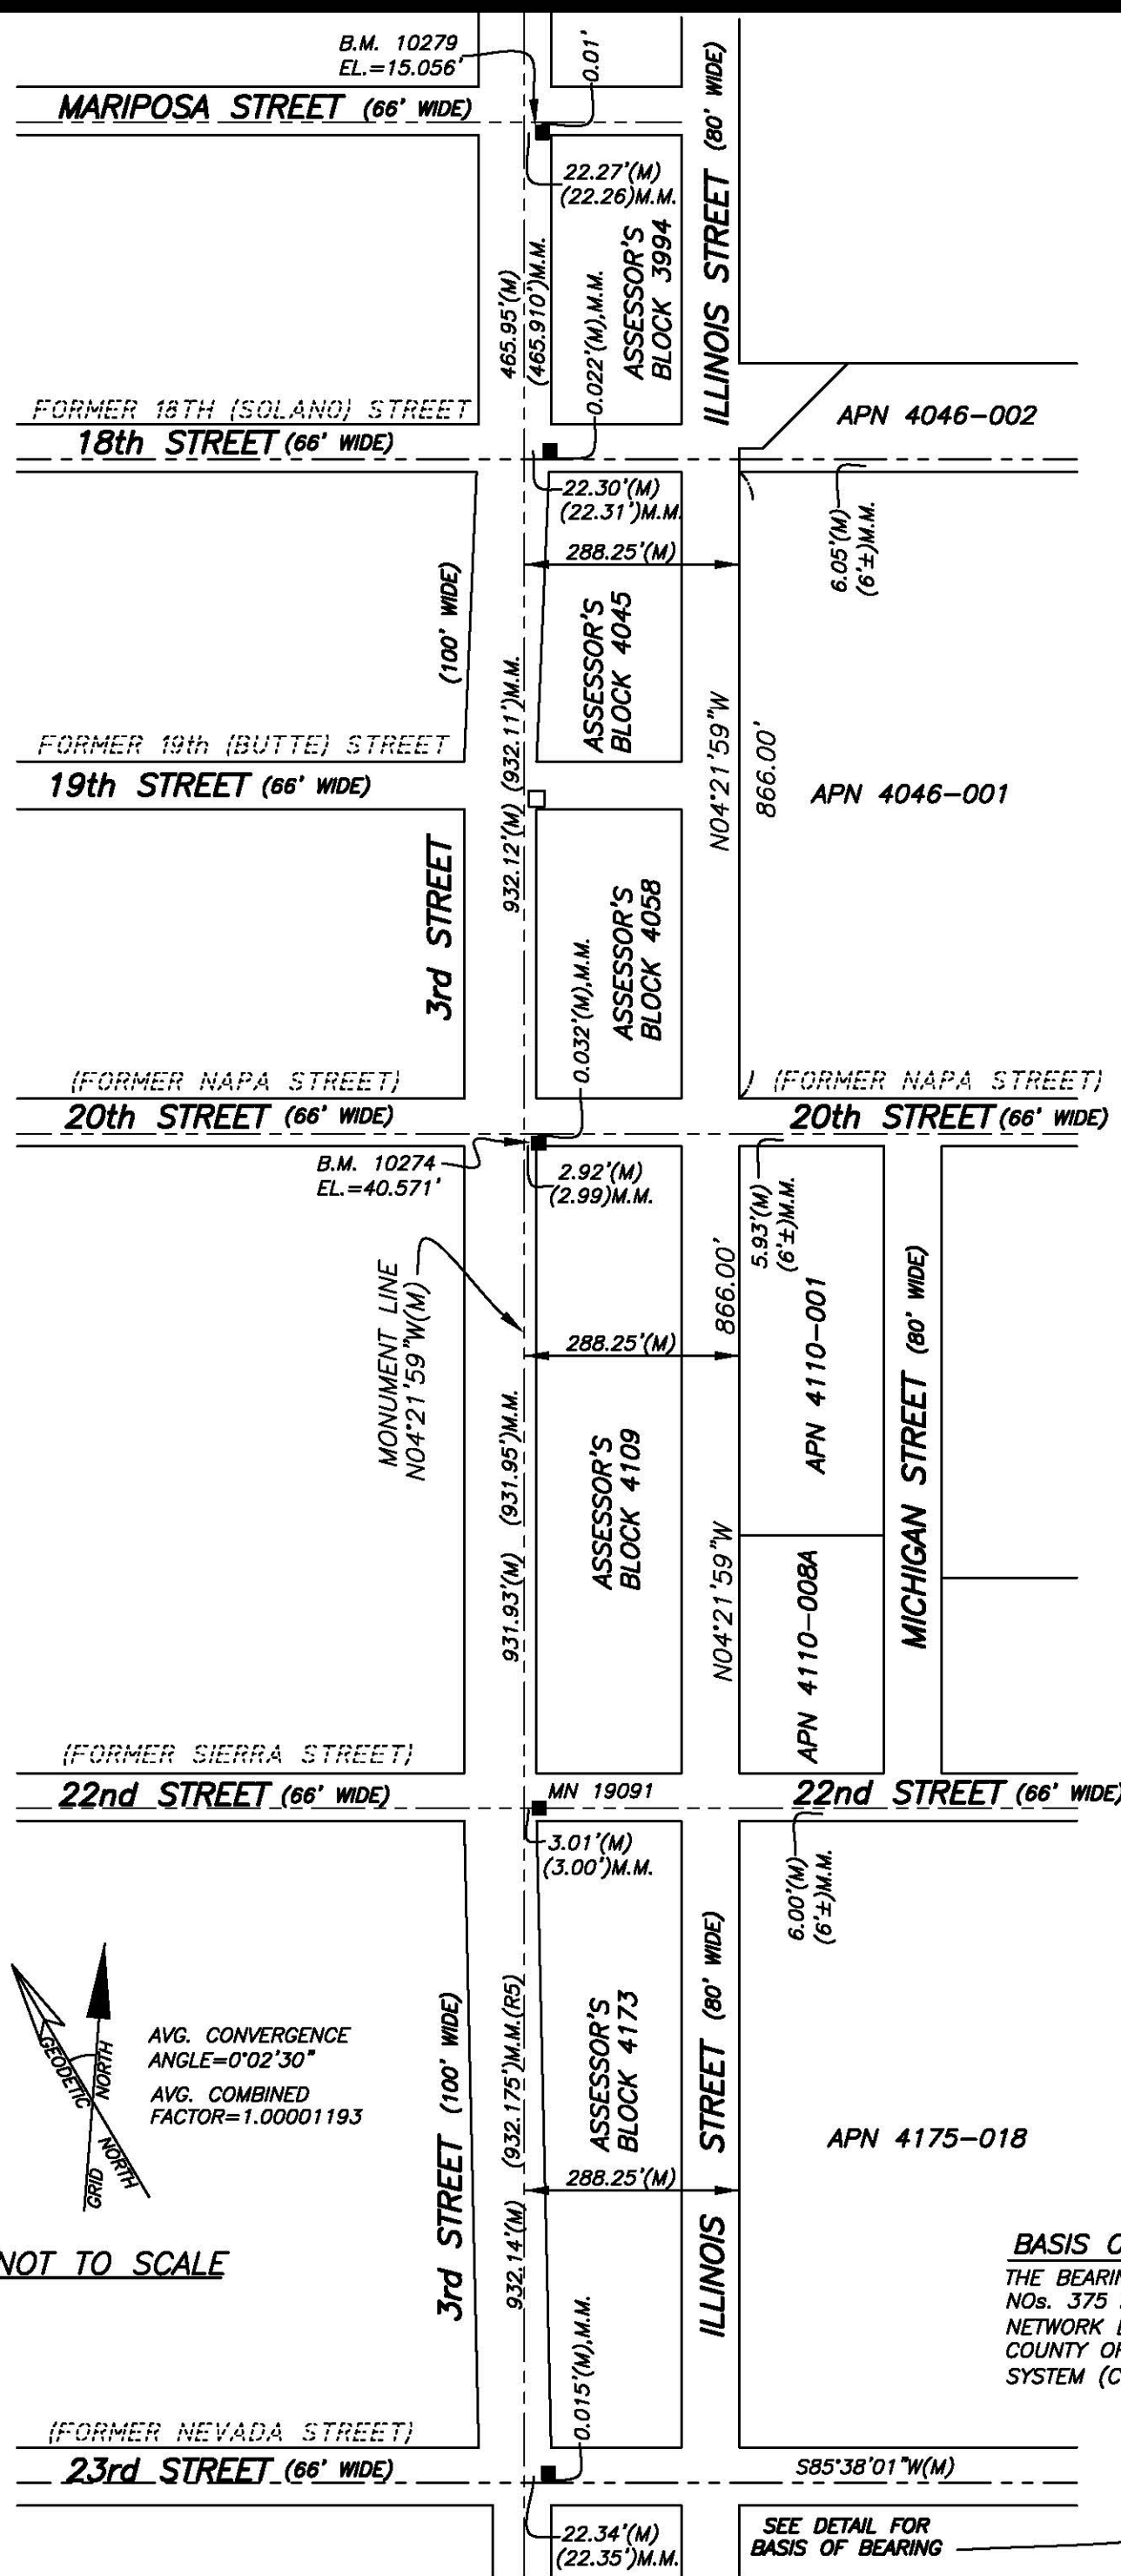 B.M. 10279
EL.=15.056'
0.01'
MARIPOSA STREET (66' WIDE)
ILLINOIS STREET (80' WIDE)
22.27'(M)
(22.26)M.M.
465.95'(M)
(465.910')M.M.
ASSESSOR'S
BLOCK 3994
0.022'(M),M.M.
FORMER 18TH (SOLANO) STREET
18th STREET (66' WIDE)
APN 4046-002
22.30'(M)
(22.31')M.M.
6.05'(M)
(6'±)M.M.
288.25'(M)
(100' WIDE)
ASSESSOR'S
BLOCK 4045
932.12'(M) (932.11')M.M.
N04°21'59"W
866.00'
FORMER 19th (BUTTE) STREET
19th STREET (66' WIDE)
APN 4046-001
3rd STREET
ASSESSOR'S
BLOCK 4058
0.032'(M),M.M.
(FORMER NAPA STREET)
20th STREET (66' WIDE)
(FORMER NAPA STREET)
20th STREET (66' WIDE)
B.M. 10274
EL.=40.571'
2.92'(M)
(2.99)M.M.
5.93'(M)
(6'±)M.M.
MONUMENT LINE
N04°21'59"W(M)
866.00'
288.25'(M)
APN 4110-001
MICHIGAN STREET (80' WIDE)
931.93'(M) (931.95')M.M.
ASSESSOR'S
BLOCK 4109
N04°21'59"W
APN 4110-008A
(FORMER SIERRA STREET)
22nd STREET (66' WIDE)
MN 19091
22nd STREET (66' WIDE)
3.01'(M)
(3.00')M.M.
6.00'(M)
(6'±)M.M.
GEODETIC NORTH
GRID NORTH
AVG. CONVERGENCE
ANGLE=0°02'30"
AVG. COMBINED
FACTOR=1.00001193
NOT TO SCALE
3rd STREET (100' WIDE)
932.14'(M) (932.175')M.M.(R5)
ASSESSOR'S
BLOCK 4173
288.25'(M)
ILLINOIS STREET (80' WIDE)
APN 4175-018
BASIS O
THE BEARIN
NOs. 375
NETWORK
COUNTY OF
SYSTEM (C
0.015'(M),M.M.
(FORMER NEVADA STREET)
23rd STREET (66' WIDE)
S85°38'01"W(M)
22.34'(M)
(22.35')M.M.
SEE DETAIL FOR
BASIS OF BEARING